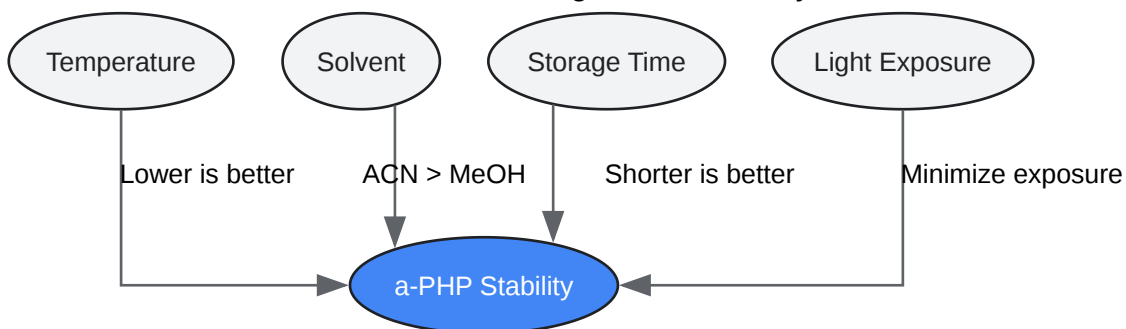 Temperature
Solvent
Storage Time
Light Exposure
Lower is better
ACN > MeOH
Shorter is better
Minimize exposure
a-PHP Stability